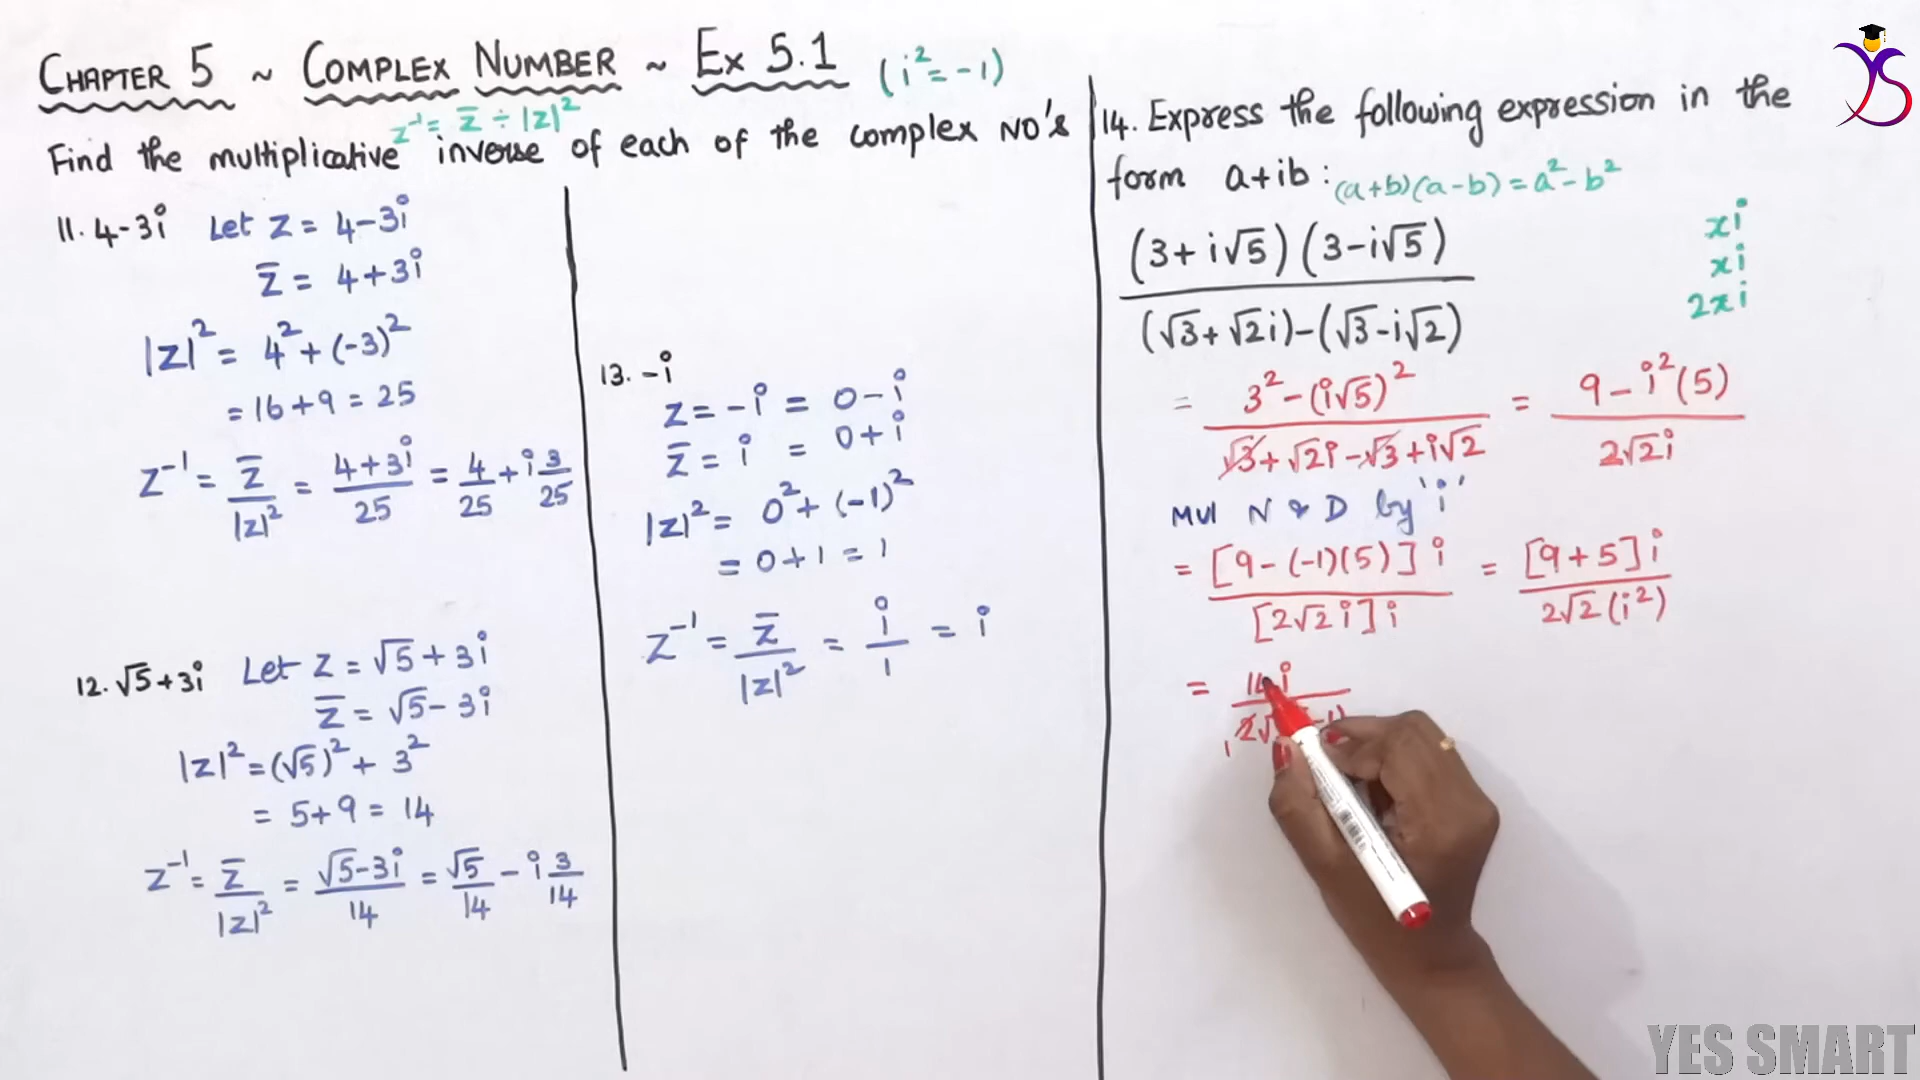 CHAPTER 5 ~ COMPLEX NUMBER ~ Ex 5.1 (i² = -1)
z⁻¹ = z̅ ÷ |z|²
Find the multiplicative inverse of each of the complex NO's
11. 4-3i Let z = 4-3i
z̅ = 4+3i
|z|² = 4² + (-3)²
= 16+9 = 25
z⁻¹ = z̅/|z|² = (4+3i)/25 = 4/25 + i 3/25
12. √5+3i Let z = √5 + 3i
z̅ = √5 - 3i
|z|² = (√5)² + 3²
= 5+9 = 14
z⁻¹ = z̅/|z|² = (√5-3i)/14 = √5/14 - i 3/14
13. -i
z = -i = 0-i
z̅ = i = 0+i
|z|² = 0² + (-1)²
= 0+1 = 1
z⁻¹ = z̅/|z|² = i/1 = i
14. Express the following expression in the
form a+ib: (a+b)(a-b) = a²-b²
(3+i√5)(3-i√5)
(√3+√2i)-(√3-i√2)
xi
xi
2xi
= 3²-(i√5)² / √3+√2i-√3+i√2 = 9-i²(5) / 2√2i
Mul N & D by 'i'
= [9-(-1)(5)]i / [2√2i]i = [9+5]i / 2√2(i²)
= 14i / 2√ -1)
1
YS
YES SMART